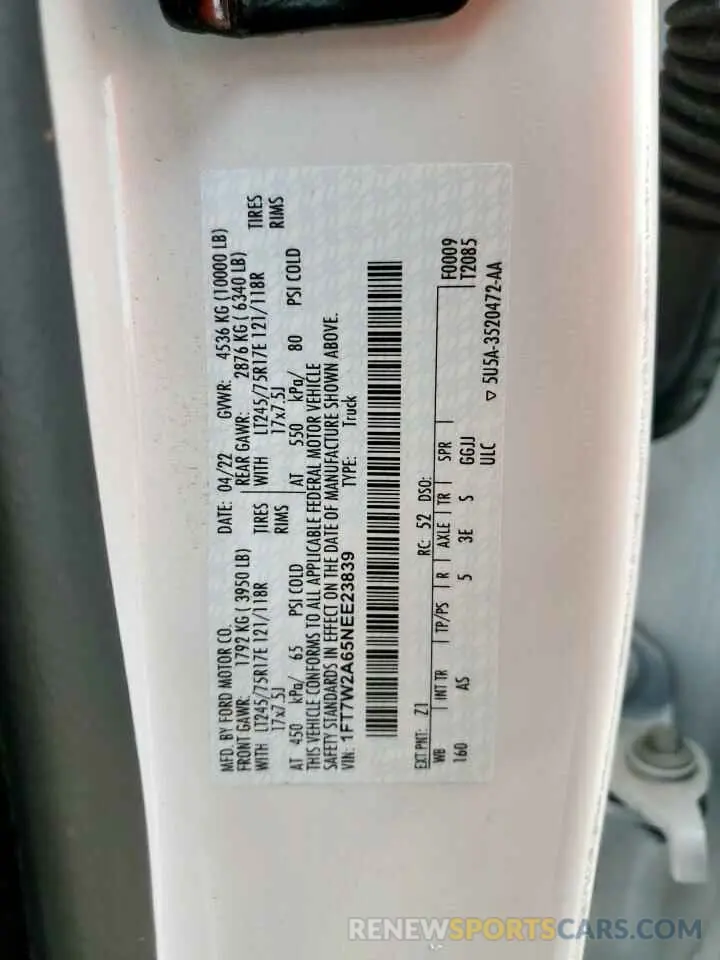 MFD. BY FORD MOTOR CO.
DATE: 04/22 GVWR: 4536 KG (10000 LB)
FRONT GAWR: 1792 KG ( 3950 LB) REAR GAWR: 2876 KG ( 6340 LB)
WITH LT245/75R17E 121/118R TIRES WITH LT245/75R17E 121/118R TIRES
17x7.5J RIMS 17x7.5J RIMS
AT 450 kPa/ 65 PSI COLD AT 550 kPa/ 80 PSI COLD
THIS VEHICLE CONFORMS TO ALL APPLICABLE FEDERAL MOTOR VEHICLE
SAFETY STANDARDS IN EFFECT ON THE DATE OF MANUFACTURE SHOWN ABOVE.
VIN: 1FT7W2A65NEE23839 TYPE: Truck
EXT PNT: Z1 RC: 52 DSO:
WB INT TR TP/PS R AXLE TR SPR F0009
160 AS 5 3E S GGJJ T2085
ULC
▽ 5U5A-3520472-AA
RENEWSPORTSCARS.COM